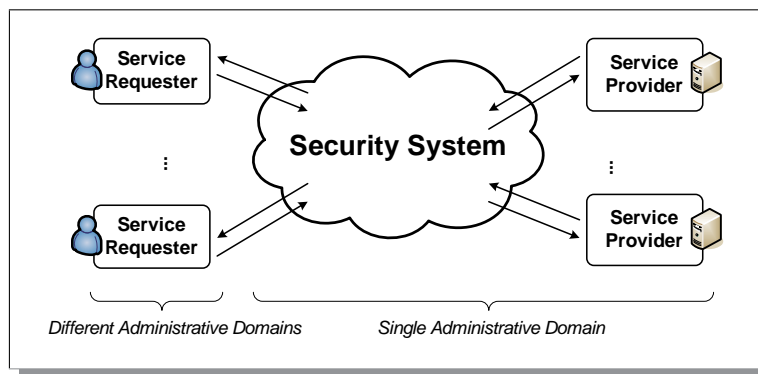 Service
Requester
Service
Provider
Security System
⋮
⋮
Service
Requester
Service
Provider
Different Administrative Domains
Single Administrative Domain